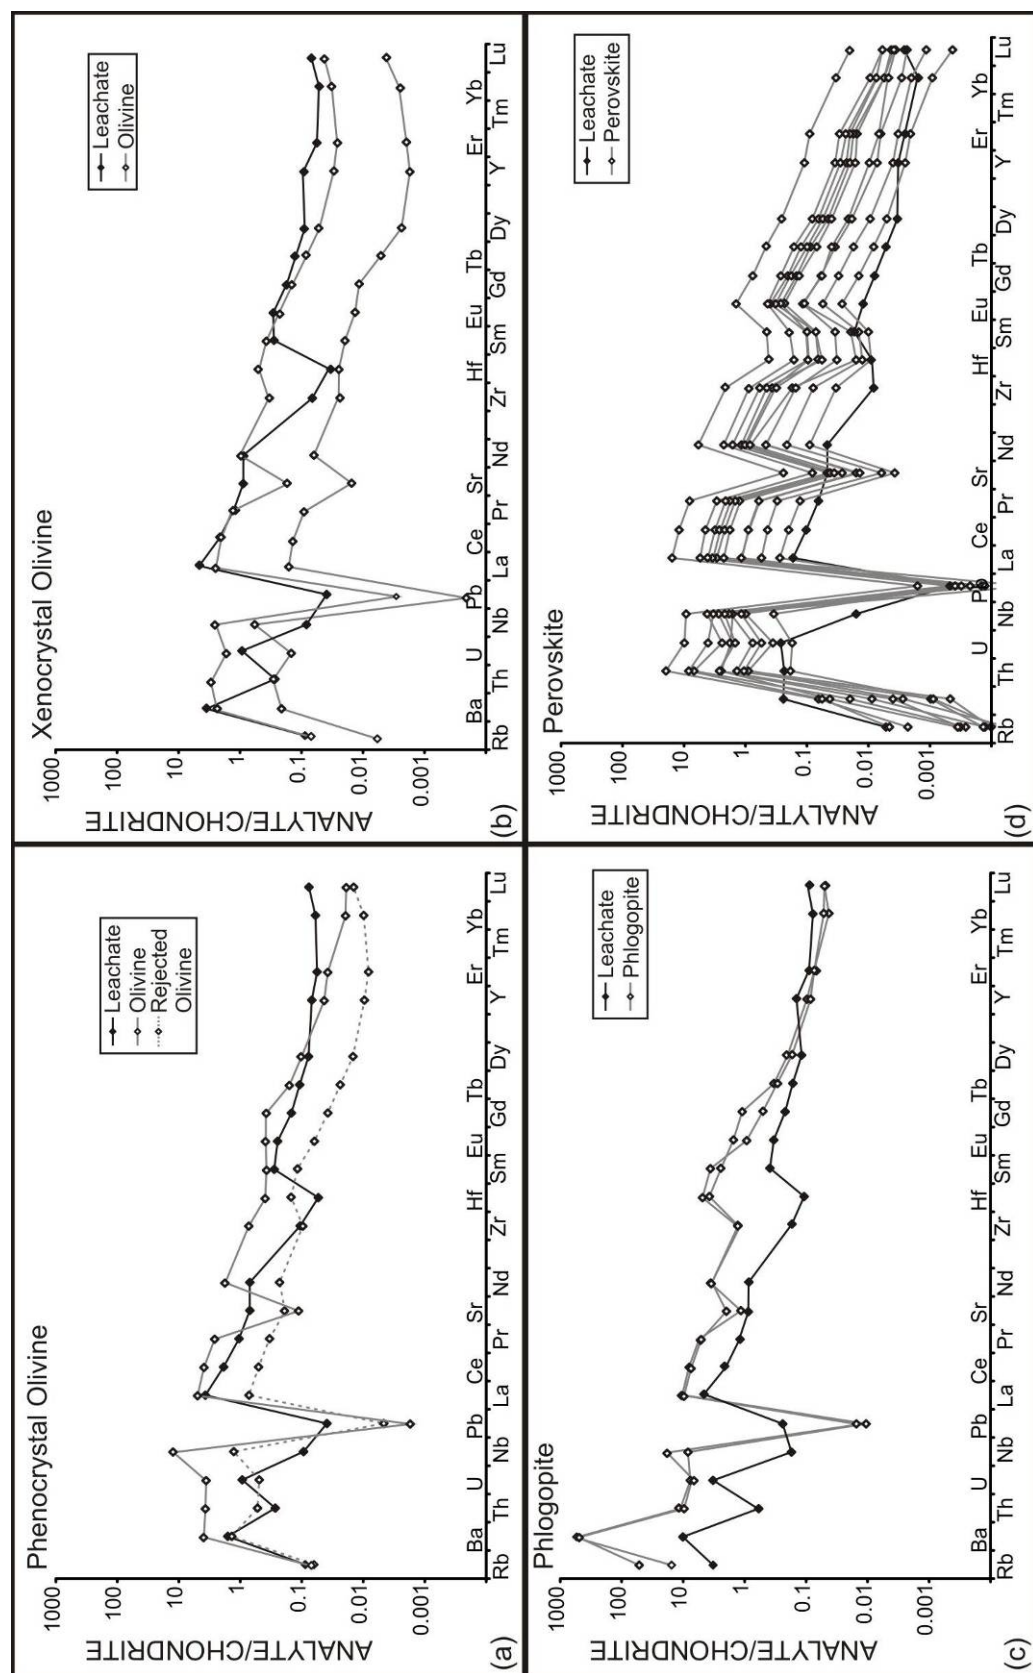 Phenocrystal Olivine
Leachate
Olivine
Rejected
Olivine
ANALYTE/CHONDRITE
1000
100
10
1
0.1
0.01
0.001
Rb Ba Th U Nb Pb La Ce Pr Sr Nd Zr Hf Sm Eu Gd Tb Dy Y Er Tm Yb Lu
(a)
Xenocrystal Olivine
Leachate
Olivine
ANALYTE/CHONDRITE
1000
100
10
1
0.1
0.01
0.001
Rb Ba Th U Nb Pb La Ce Pr Sr Nd Zr Hf Sm Eu Gd Tb Dy Y Er Tm Yb Lu
(b)
Phlogopite
Leachate
Phlogopite
ANALYTE/CHONDRITE
1000
100
10
1
0.1
0.01
0.001
Rb Ba Th U Nb Pb La Ce Pr Sr Nd Zr Hf Sm Eu Gd Tb Dy Y Er Tm Yb Lu
(c)
Perovskite
Leachate
Perovskite
ANALYTE/CHONDRITE
1000
100
10
1
0.1
0.01
0.001
Rb Ba Th U Nb La Ce Pr Sr Nd Zr Hf Sm Eu Gd Tb Dy Y Er Tm Yb Lu
(d)